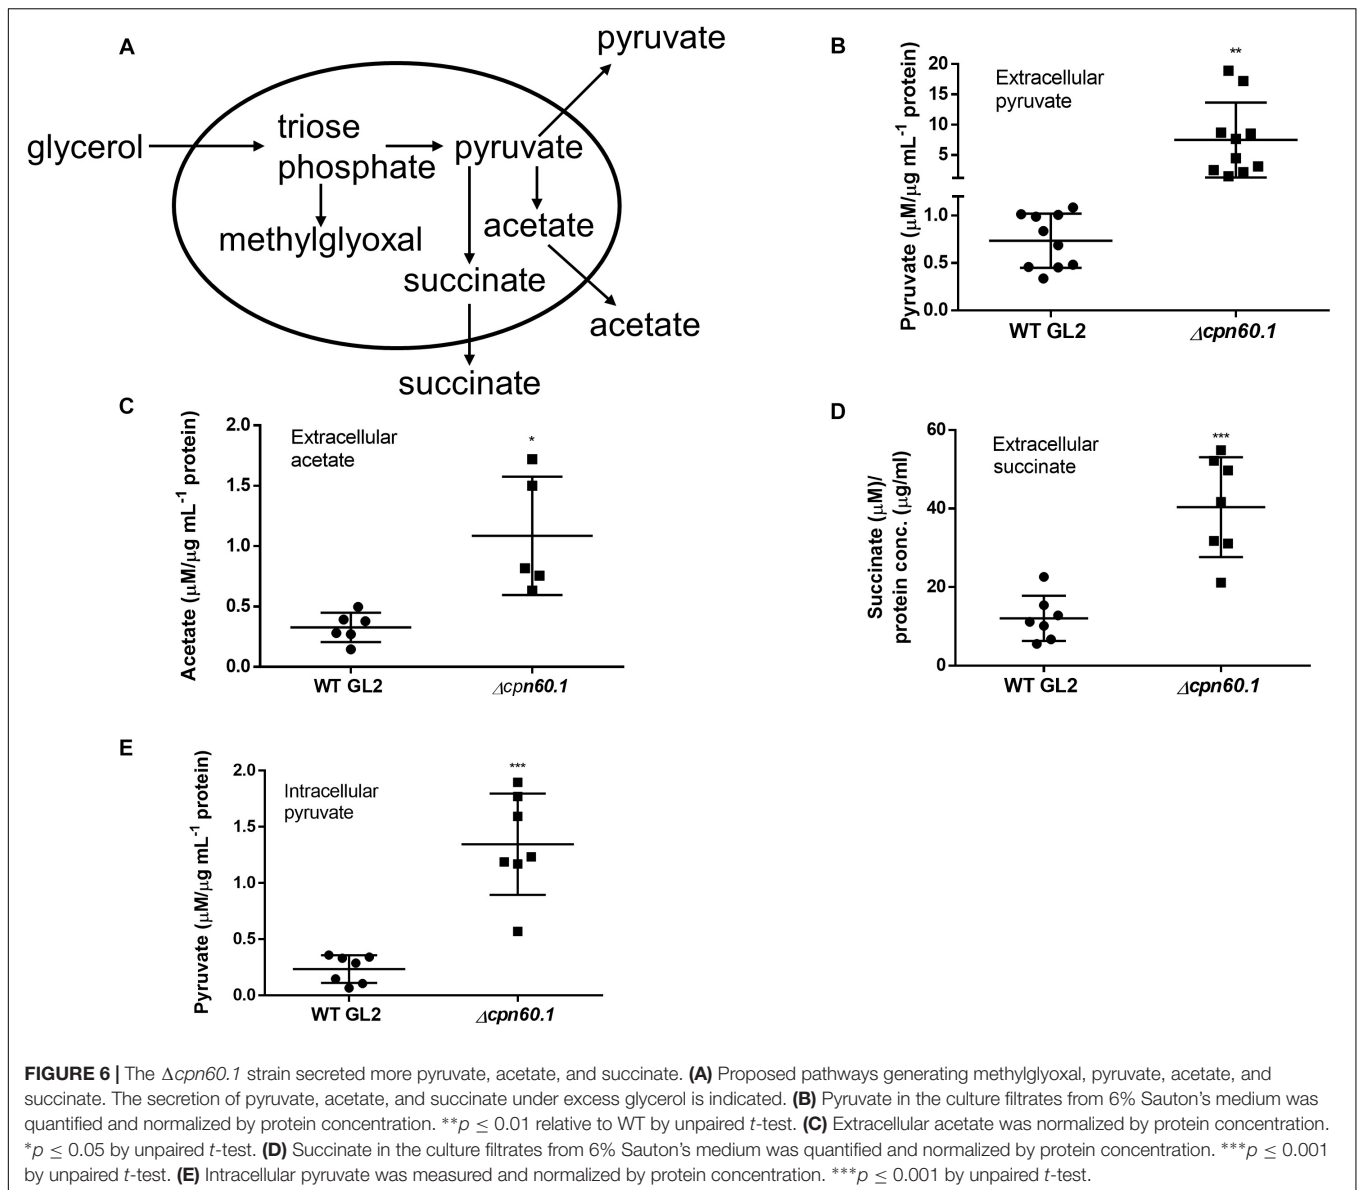 A
pyruvate
glycerol
triose
phosphate
pyruvate
methylglyoxal
acetate
succinate
acetate
succinate
B
Pyruvate (μM/μg mL⁻¹ protein)
Extracellular
pyruvate
**
20
15
10
5
1.0
0.5
0.0
WT GL2
Δcpn60.1
C
Acetate (μM/μg mL⁻¹ protein)
Extracellular
acetate
*
2.0
1.5
1.0
0.5
0.0
WT GL2
Δcpn60.1
D
Succinate (μM)/
protein conc. (μg/ml)
Extracellular
succinate
***
60
40
20
0
WT GL2
Δcpn60.1
E
Pyruvate (μM/μg mL⁻¹ protein)
Intracellular
pyruvate
***
2.0
1.5
1.0
0.5
0.0
WT GL2
Δcpn60.1
FIGURE 6 | The Δcpn60.1 strain secreted more pyruvate, acetate, and succinate. (A) Proposed pathways generating methylglyoxal, pyruvate, acetate, and
succinate. The secretion of pyruvate, acetate, and succinate under excess glycerol is indicated. (B) Pyruvate in the culture filtrates from 6% Sauton's medium was
quantified and normalized by protein concentration. **p ≤ 0.01 relative to WT by unpaired t-test. (C) Extracellular acetate was normalized by protein concentration.
*p ≤ 0.05 by unpaired t-test. (D) Succinate in the culture filtrates from 6% Sauton's medium was quantified and normalized by protein concentration. ***p ≤ 0.001
by unpaired t-test. (E) Intracellular pyruvate was measured and normalized by protein concentration. ***p ≤ 0.001 by unpaired t-test.